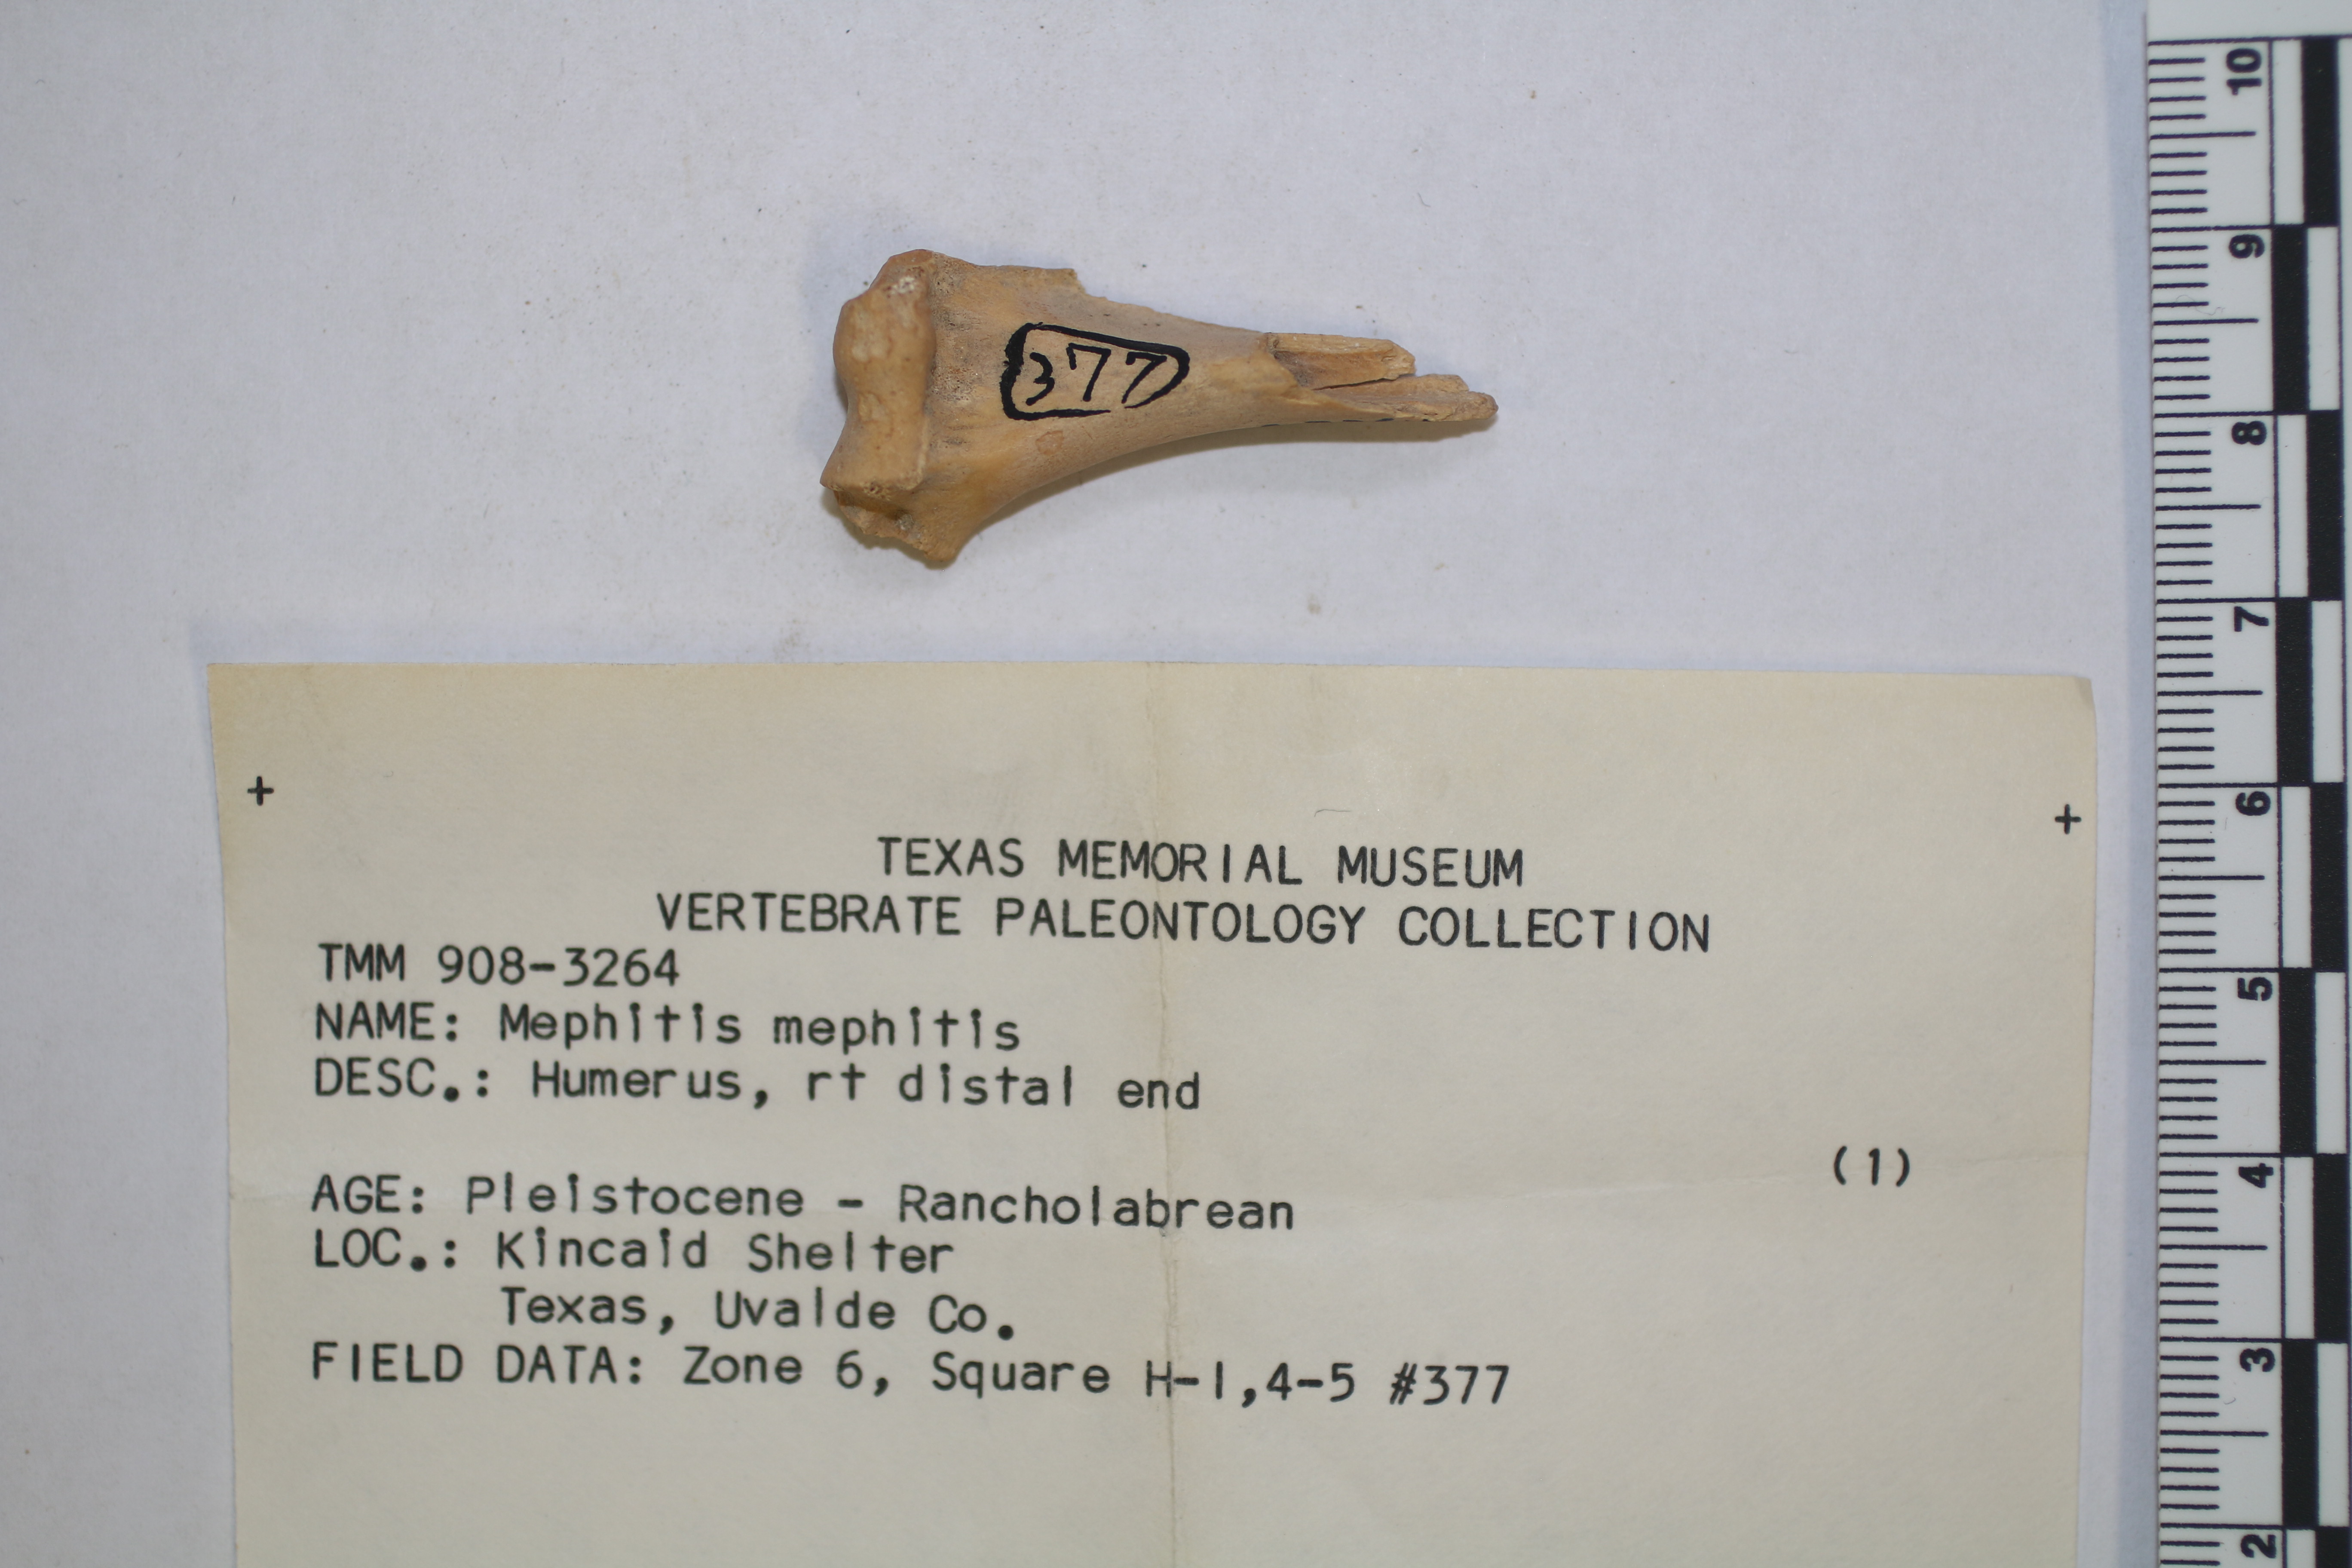 377
+ +
TEXAS MEMORIAL MUSEUM
VERTEBRATE PALEONTOLOGY COLLECTION
TMM 908-3264
NAME: Mephitis mephitis
DESC.: Humerus, rt distal end
(1)
AGE: Pleistocene - Rancholabrean
LOC.: Kincaid Shelter
Texas, Uvalde Co.
FIELD DATA: Zone 6, Square H-1,4-5 #377
10
9
8
7
6
5
4
3
2